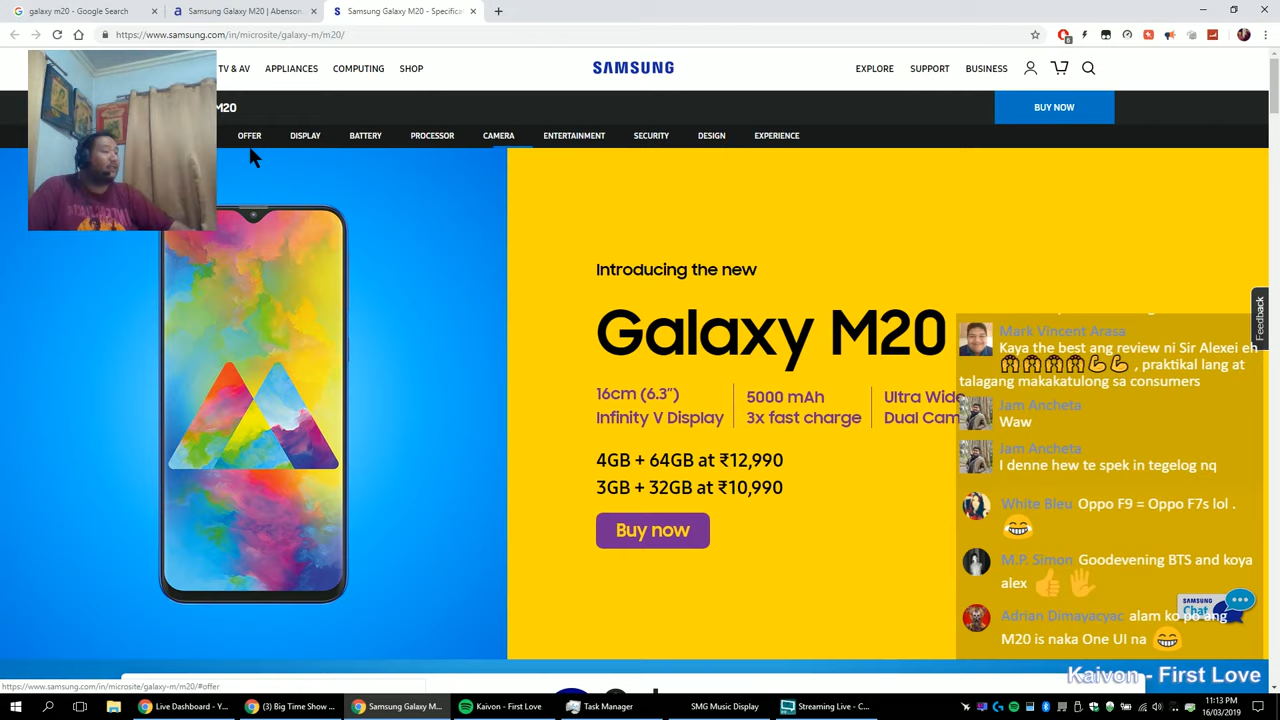 galaxy m20 - Google Search
Samsung Galaxy M20 | Abenson.
Samsung Galaxy M20 - Specificat
https://www.samsung.com/in/microsite/galaxy-m/m20/
TV & AV APPLIANCES COMPUTING SHOP
SAMSUNG
EXPLORE SUPPORT BUSINESS
M20
BUY NOW
OFFER DISPLAY BATTERY PROCESSOR CAMERA ENTERTAINMENT SECURITY DESIGN EXPERIENCE
Introducing the new
Galaxy M20
16cm (6.3”) 5000 mAh Ultra Wide
Infinity V Display 3x fast charge Dual Cam
4GB + 64GB at ₹12,990
3GB + 32GB at ₹10,990
Buy now
Feedback
Mark Vincent Arasa
Kaya the best ang review ni Sir Alexei eh
, praktikal lang at
talagang makakatulong sa consumers
Jam Ancheta
Waw
Jam Ancheta
I denne hew te spek in tegelog nq
White Bleu Oppo F9 = Oppo F7s lol .
M.P. Simon Goodevening BTS and koya
alex
SAMSUNG
Chat
Adrian Dimayacyac alam ko po ang
M20 is naka One UI na
Kaivon - First Love
https://www.samsung.com/in/microsite/galaxy-m/m20/#offer
Live Dashboard - Y...
(3) Big Time Show ...
Samsung Galaxy M...
Kaivon - First Love
Task Manager
SMG Music Display
Streaming Live - C...
11:13 PM
16/03/2019